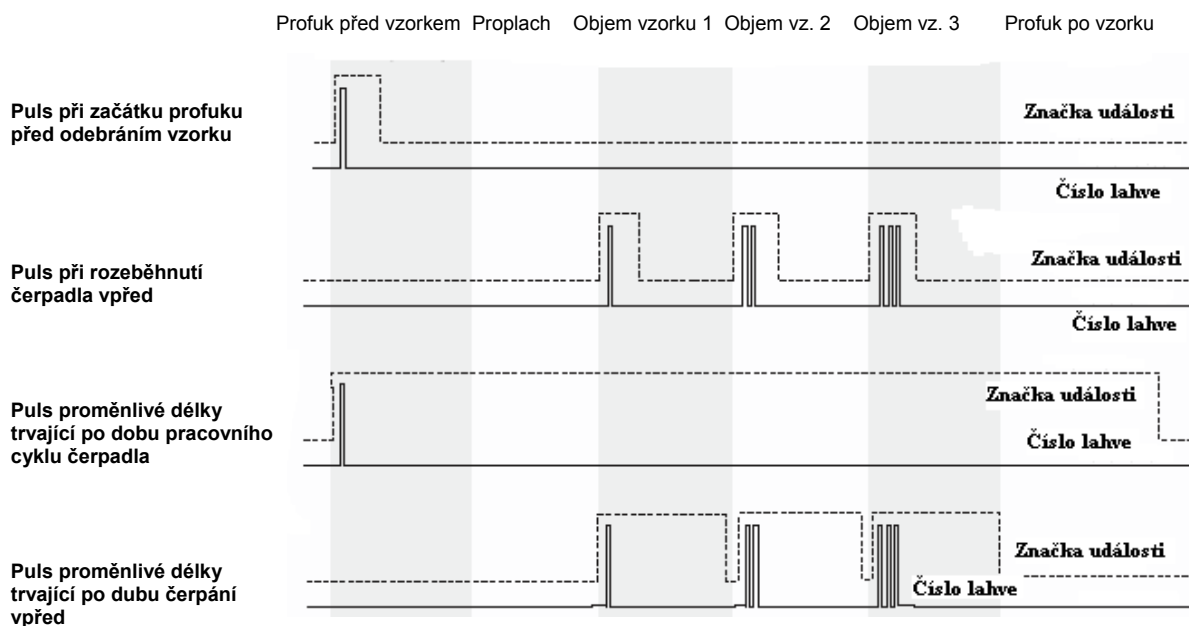 Profuk před vzorkem Proplach Objem vzorku 1 Objem vz. 2 Objem vz. 3 Profuk po vzorku
Puls při začátku profuku
před odebráním vzorku
Značka události
Číslo lahve
Puls při rozeběhnutí
čerpadla vpřed
Značka události
Číslo lahve
Puls proměnlivé délky
trvající po dobu pracovního
cyklu čerpadla
Značka události
Číslo lahve
Puls proměnlivé délky
trvající po dubu čerpání
vpřed
Značka události
Číslo lahve